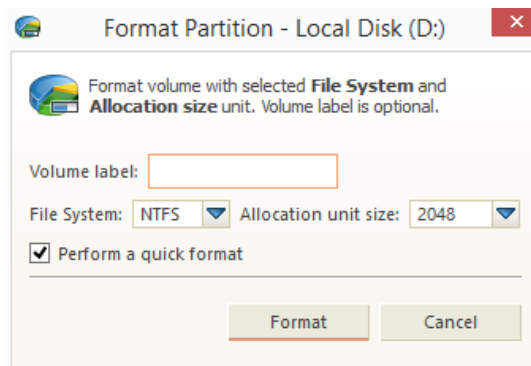 Format Partition - Local Disk (D:)
Format volume with selected File System and
Allocation size unit. Volume label is optional.
Volume label:
File System: NTFS Allocation unit size: 2048
Perform a quick format
Format Cancel